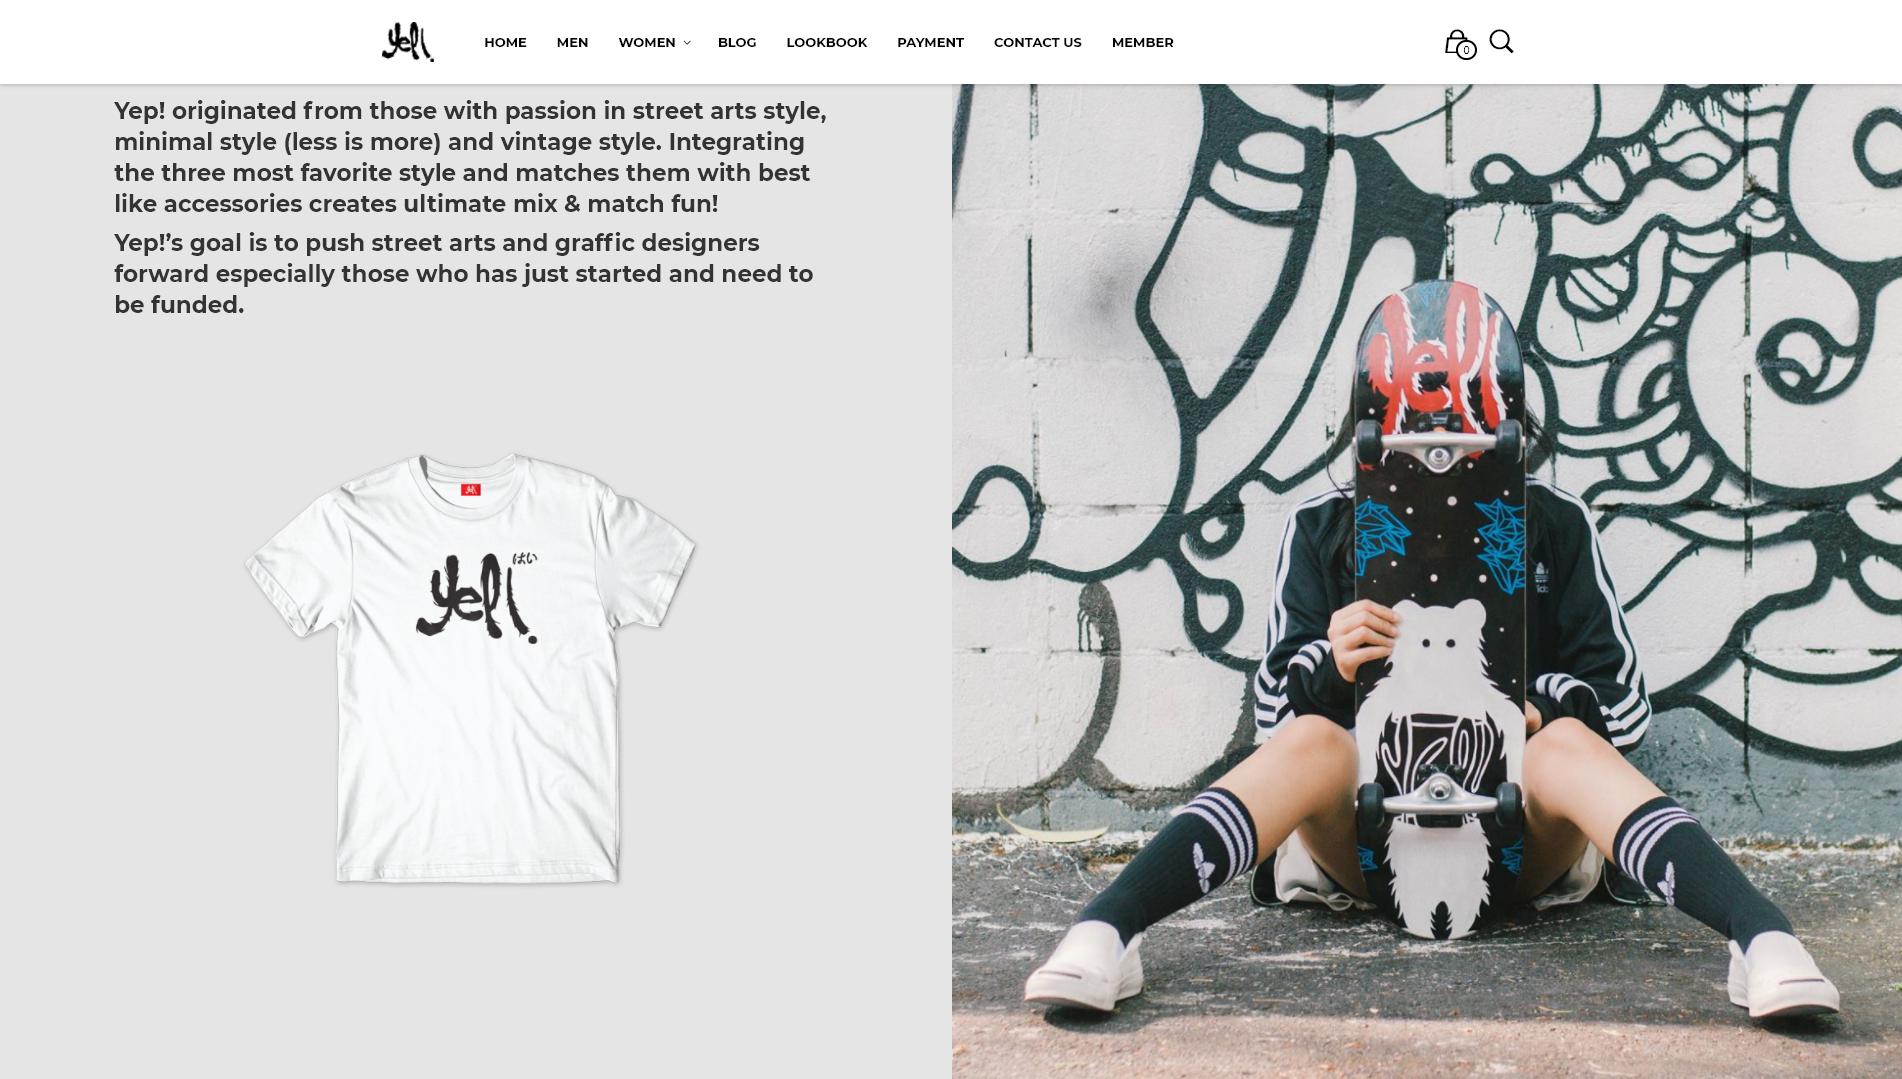 Yep!
HOME MEN WOMEN BLOG LOOKBOOK PAYMENT CONTACT US MEMBER
0
Yep! originated from those with passion in street arts style,
minimal style (less is more) and vintage style. Integrating
the three most favorite style and matches them with best
like accessories creates ultimate mix & match fun!
Yep!’s goal is to push street arts and graffic designers
forward especially those who has just started and need to
be funded.
はい
Yep!
Yep!